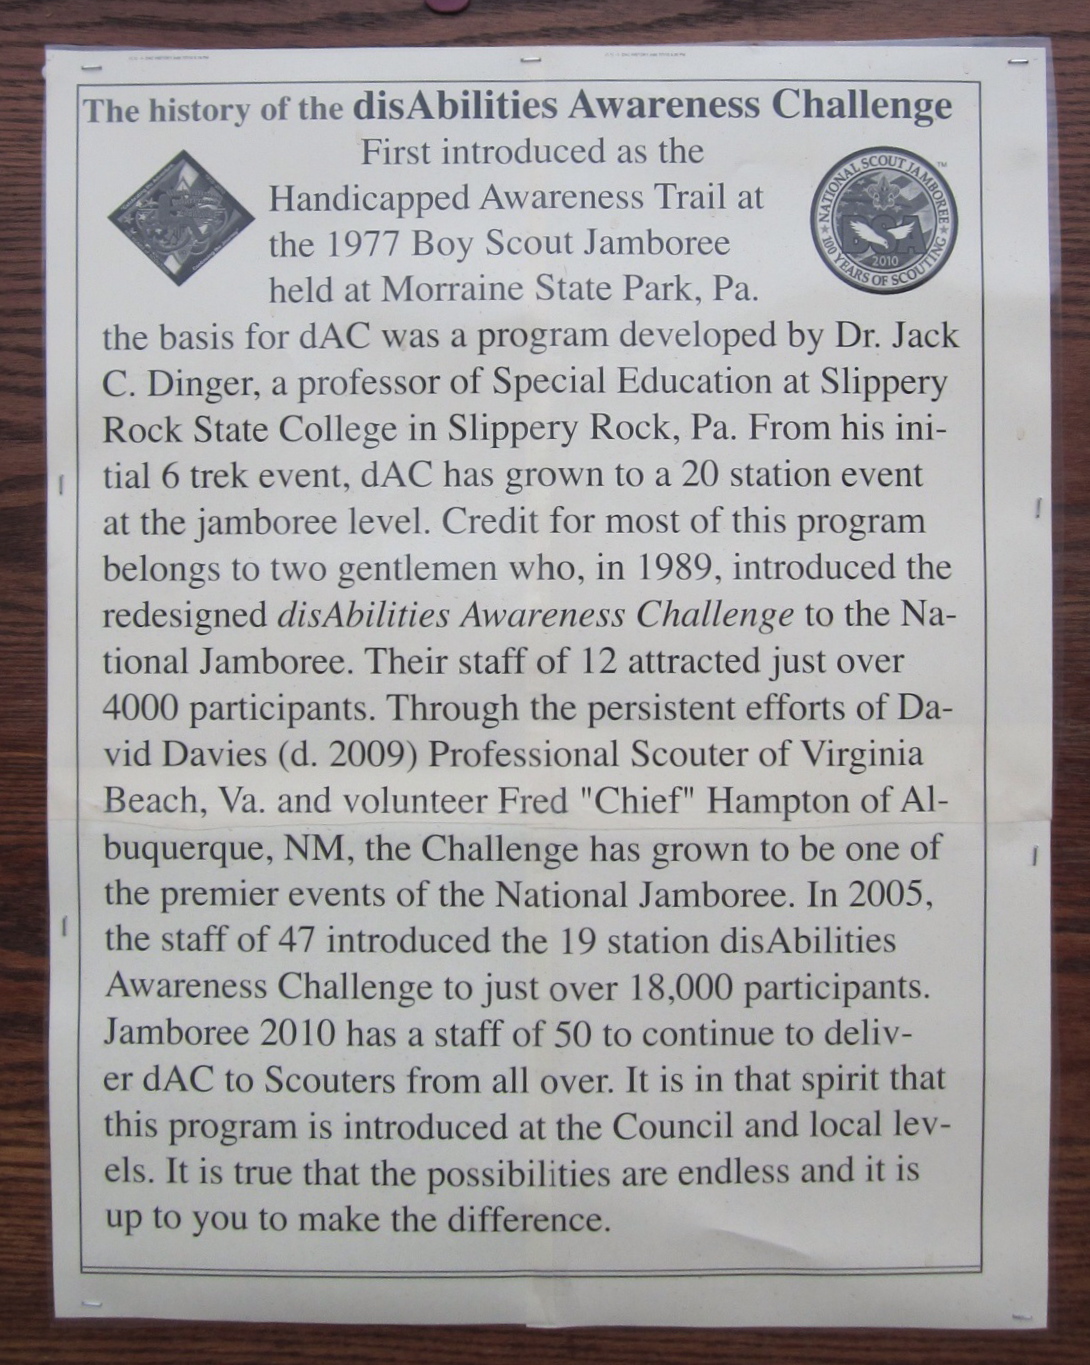 The history of the disAbilities Awareness Challenge
First introduced as the
Handicapped Awareness Trail at
the 1977 Boy Scout Jamboree
held at Morraine State Park, Pa.
NATIONAL SCOUT JAMBOREE
TM
BSA
2010
100 YEARS OF SCOUTING
the basis for dAC was a program developed by Dr. Jack
C. Dinger, a professor of Special Education at Slippery
Rock State College in Slippery Rock, Pa. From his ini-
tial 6 trek event, dAC has grown to a 20 station event
at the jamboree level. Credit for most of this program
belongs to two gentlemen who, in 1989, introduced the
redesigned disAbilities Awareness Challenge to the Na-
tional Jamboree. Their staff of 12 attracted just over
4000 participants. Through the persistent efforts of Da-
vid Davies (d. 2009) Professional Scouter of Virginia
Beach, Va. and volunteer Fred "Chief" Hampton of Al-
buquerque, NM, the Challenge has grown to be one of
the premier events of the National Jamboree. In 2005,
the staff of 47 introduced the 19 station disAbilities
Awareness Challenge to just over 18,000 participants.
Jamboree 2010 has a staff of 50 to continue to deliv-
er dAC to Scouters from all over. It is in that spirit that
this program is introduced at the Council and local lev-
els. It is true that the possibilities are endless and it is
up to you to make the difference.